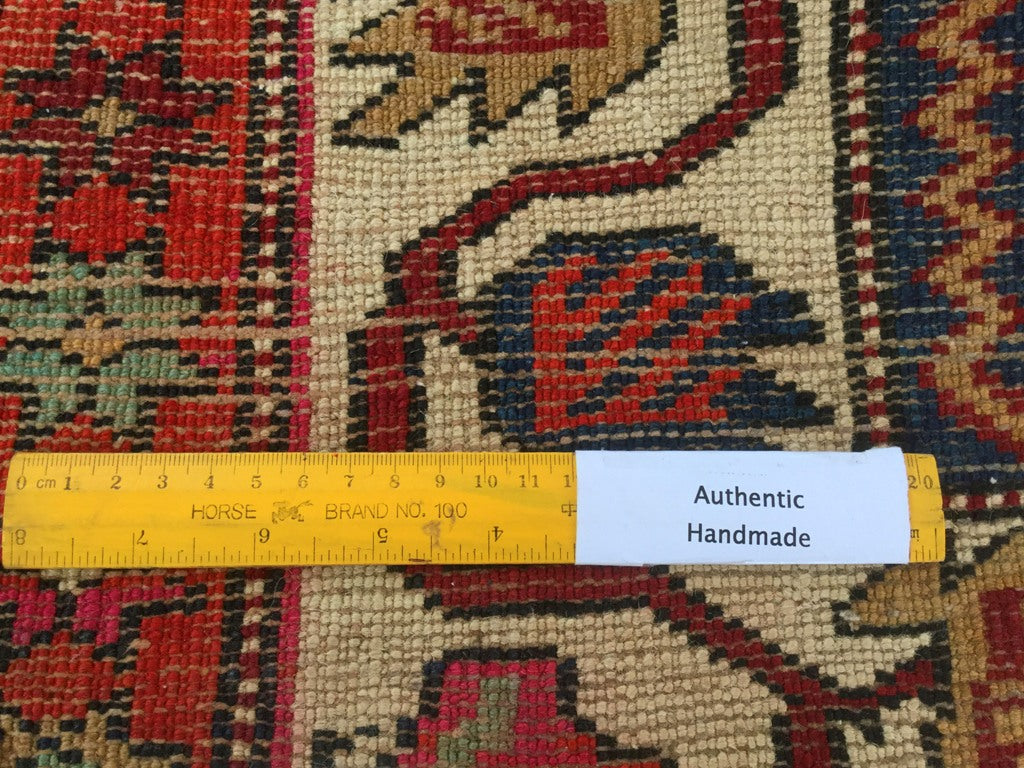 0 cm 1 2 3 4 5 6 7 8 9 10 11 20
HORSE BRAND NO. 100
中
8 7 6 5 4
Authentic
Handmade